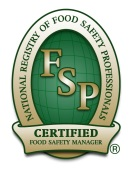 NATIONAL REGISTRY OF FOOD SAFETY PROFESSIONALS
FSP
CERTIFIED
FOOD SAFETY MANAGER
®